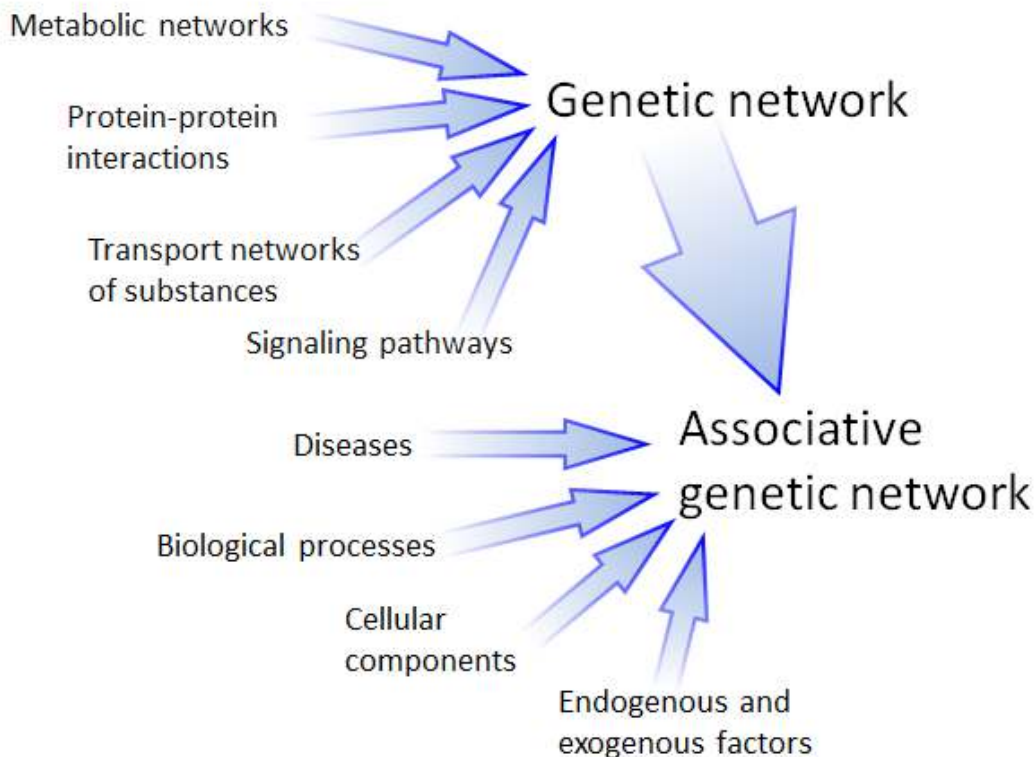 Metabolic networks
Genetic network
Protein-protein
interactions
Transport networks
of substances
Signaling pathways
Associative
genetic network
Diseases
Biological processes
Cellular
components
Endogenous and
exogenous factors